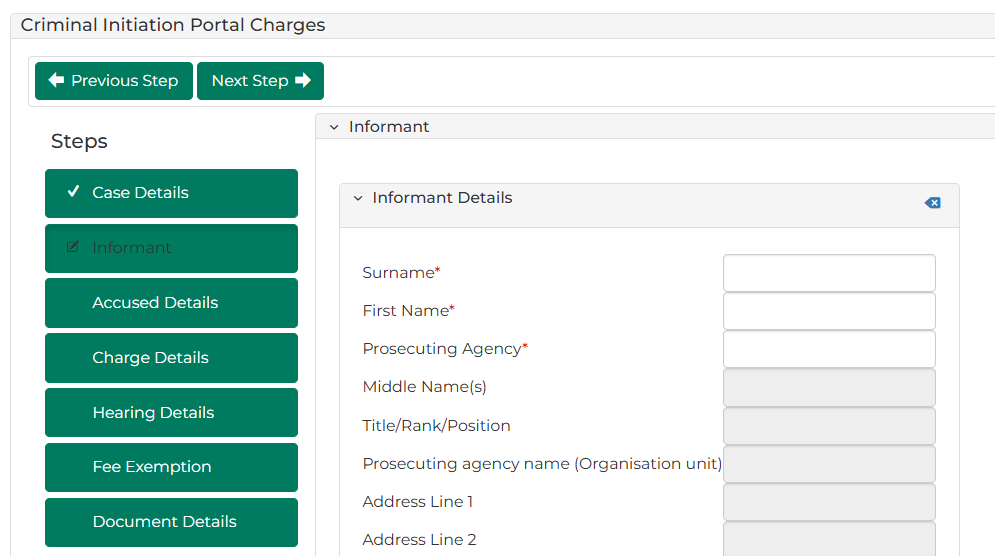 Criminal Initiation Portal Charges
Previous Step
Next Step
Steps
Case Details
Informant
Accused Details
Charge Details
Hearing Details
Fee Exemption
Document Details
Informant
Informant Details
Surname*
First Name*
Prosecuting Agency*
Middle Name(s)
Title/Rank/Position
Prosecuting agency name (Organisation unit)
Address Line 1
Address Line 2